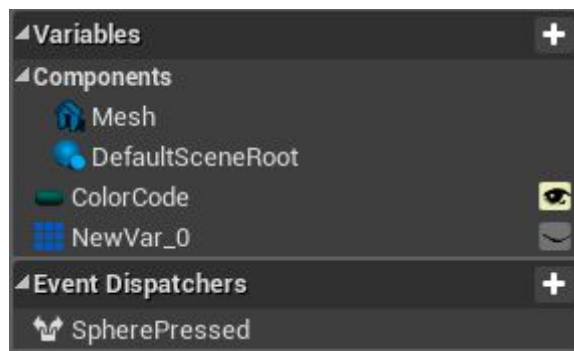 Variables
Components
Mesh
DefaultSceneRoot
ColorCode
NewVar_0
Event Dispatchers
SpherePressed